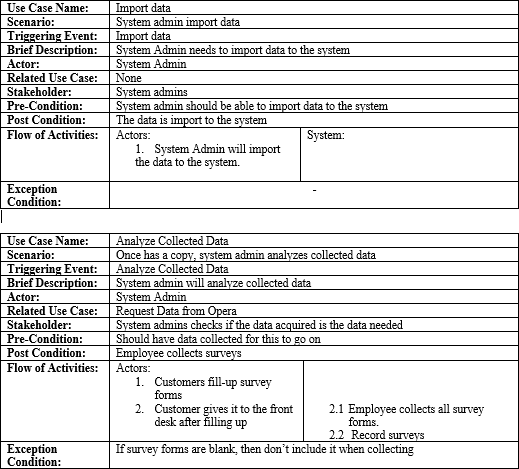 Use Case Name: Import data
Scenario: System admin import data
Triggering Event: Import data
Brief Description: System Admin needs to import data to the system
Actor: System Admin
Related Use Case: None
Stakeholder: System admins
Pre-Condition: System admin should be able to import data to the system
Post Condition: The data is import to the system
Flow of Activities: Actors: System:
1. System Admin will import
the data to the system.
Exception -
Condition:
Use Case Name: Analyze Collected Data
Scenario: Once has a copy, system admin analyzes collected data
Triggering Event: Analyze Collected Data
Brief Description: System admin will analyze collected data
Actor: System Admin
Related Use Case: Request Data from Opera
Stakeholder: System admins checks if the data acquired is the data needed
Pre-Condition: Should have data collected for this to go on
Post Condition: Employee collects surveys
Flow of Activities: Actors:
1. Customers fill-up survey
forms
2. Customer gives it to the front 2.1 Employee collects all survey
desk after filling up forms.
2.2 Record surveys
Exception If survey forms are blank, then don't include it when collecting
Condition: